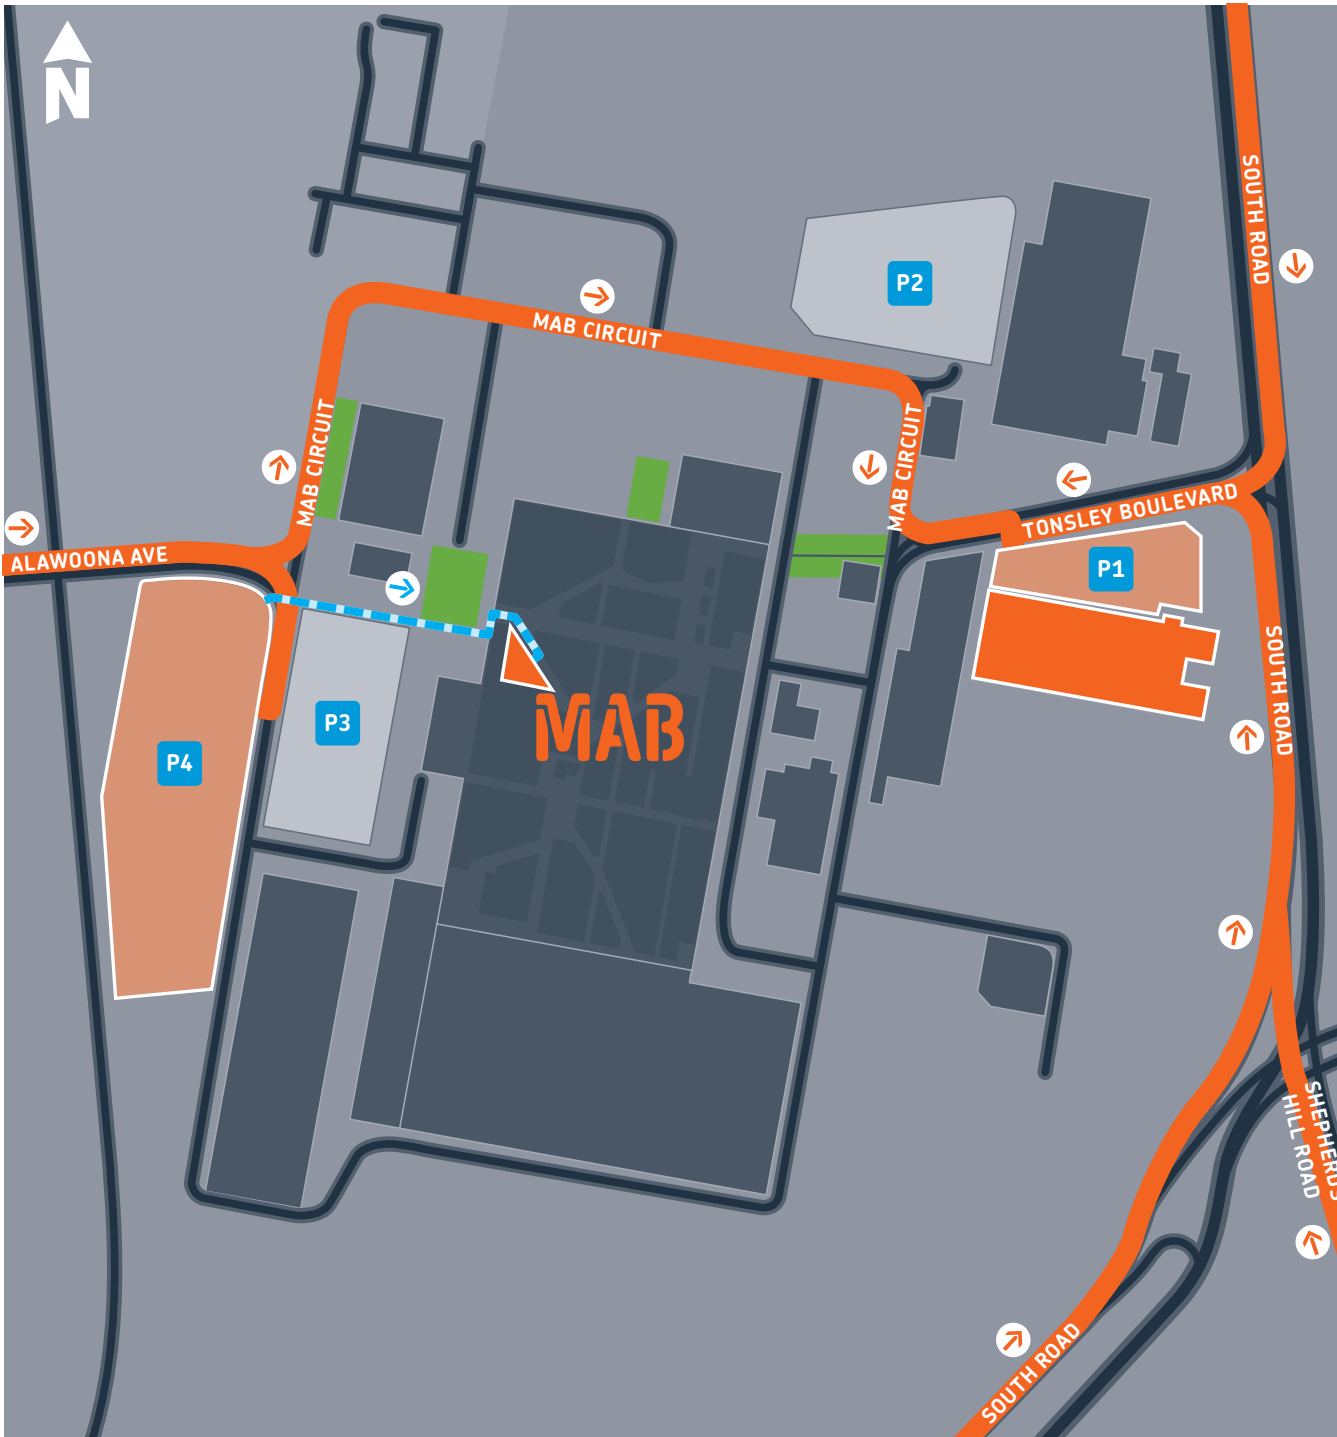 N
SOUTH ROAD
P2
MAB CIRCUIT
MAB CIRCUIT
MAB CIRCUIT
TONSLEY BOULEVARD
ALAWOONA AVE
P1
SOUTH ROAD
P3
MAB
P4
SHEPHERDS
HILL ROAD
SOUTH ROAD